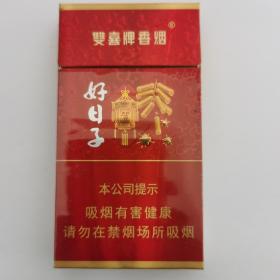 雙喜牌香烟®
好日子
本公司提示
吸烟有害健康
请勿在禁烟场所吸烟